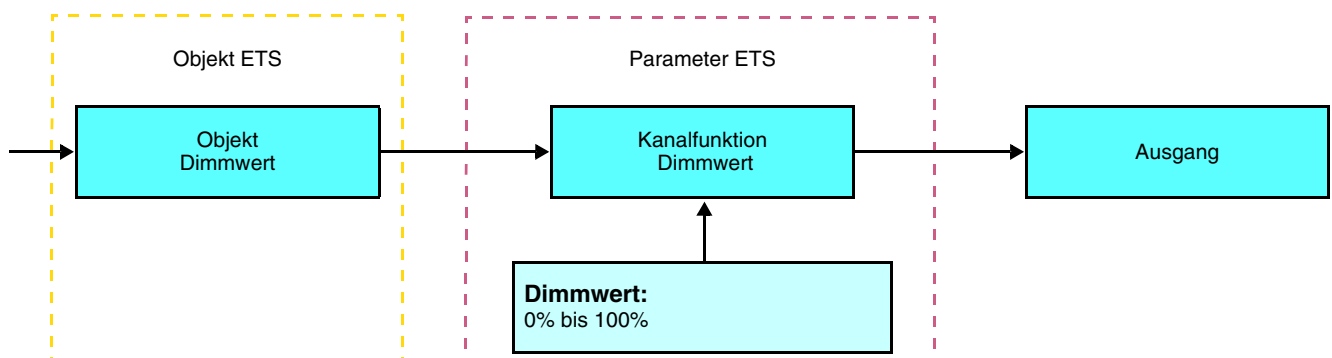 Objekt ETS
Parameter ETS
Objekt
Dimmwert
Kanalfunktion
Dimmwert
Ausgang
Dimmwert:
0% bis 100%